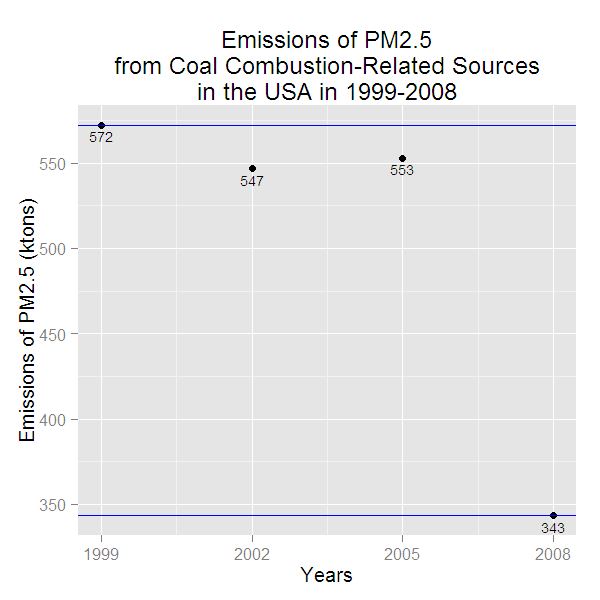 Emissions of PM2.5
from Coal Combustion-Related Sources
in the USA in 1999-2008
Emissions of PM2.5 (ktons)
550
500
450
400
350
572
547
553
343
1999 2002 2005 2008
Years